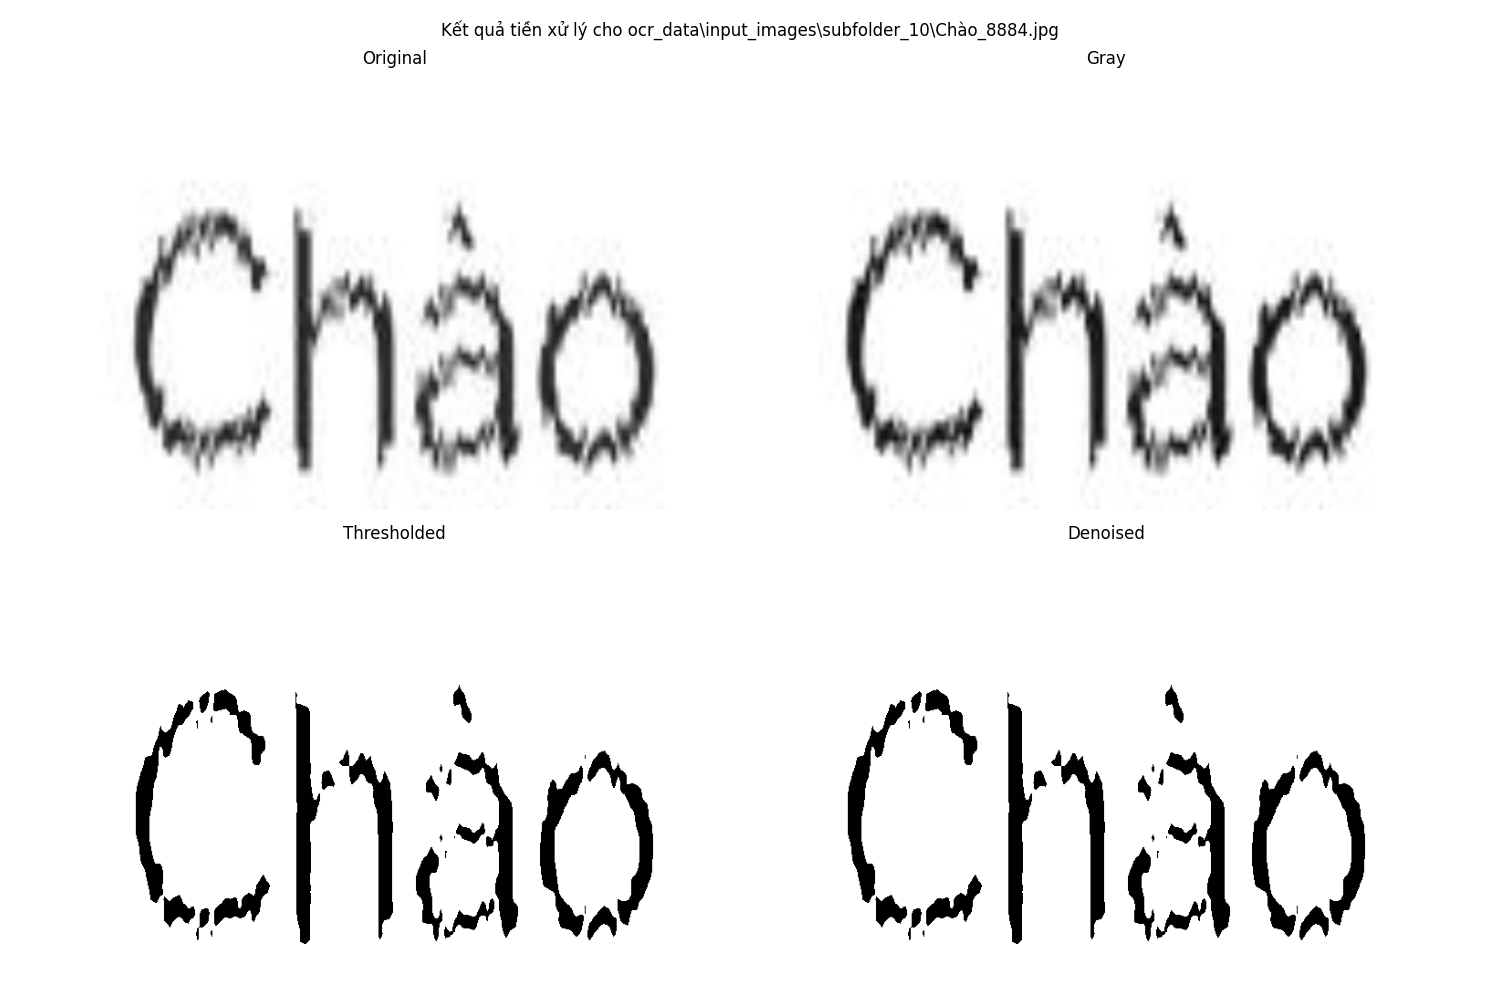 Kết quả tiền xử lý cho ocr_data\input_images\subfolder_10\Chào_8884.jpg
Original
Gray
Chào
Chào
Thresholded
Denoised
Chào
Chào